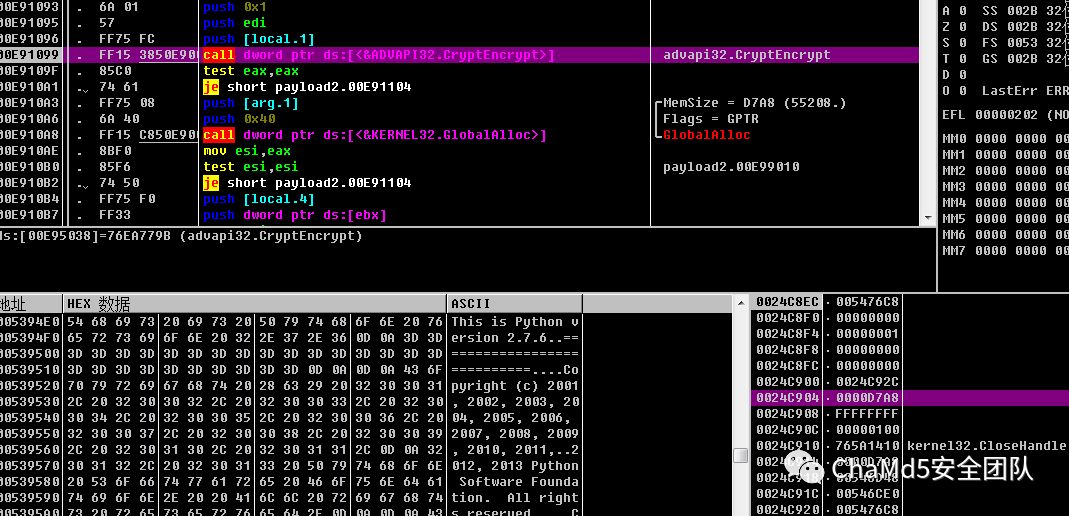 00E91093 . 6A 01 push 0x1
00E91095 . 57 push edi
00E91096 . FF75 FC push [local.1]
00E91099 . FF15 3850E90 call dword ptr ds:[<&ADVAPI32.CryptEncrypt>] advapi32.CryptEncrypt
00E9109F . 85C0 test eax,eax
00E910A1 .ˬ 74 61 je short payload2.00E91104
00E910A3 . FF75 08 push [arg.1] MemSize = D7A8 (55208.)
00E910A6 . 6A 40 push 0x40 Flags = GPTR
00E910A8 . FF15 C850E90 call dword ptr ds:[<&KERNEL32.GlobalAlloc>] GlobalAlloc
00E910AE . 8BF0 mov esi,eax
00E910B0 . 85F6 test esi,esi payload2.00E99010
00E910B2 .ˬ 74 50 je short payload2.00E91104
00E910B4 . FF75 F0 push [local.4]
00E910B7 . FF33 push dword ptr ds:[ebx]
ds:[00E95038]=76EA779B (advapi32.CryptEncrypt)
A 0 SS 002B 32
Z 0 DS 002B 32
S 0 FS 0053 32
T 0 GS 002B 32
D 0
O 0 LastErr ERR
EFL 00000202 (NO
MM0 0000 0000 00
MM1 0000 0000 00
MM2 0000 0000 00
MM3 0000 0000 00
MM4 0000 0000 00
MM5 0000 0000 00
MM6 0000 0000 00
MM7 0000 0000 00
地址 HEX 数据 ASCII
005394E0 54 68 69 73 20 69 73 20 50 79 74 68 6F 6E 20 76 This is Python v
005394F0 65 72 73 69 6F 6E 20 32 2E 37 2E 36 0D 0A 3D 3D ersion 2.7.6..==
00539500 3D 3D 3D 3D 3D 3D 3D 3D 3D 3D 3D 3D 3D 3D 3D 3D ================
00539510 3D 3D 3D 3D 3D 3D 3D 3D 3D 3D 0D 0A 0D 0A 43 6F ==========....Co
00539520 70 79 72 69 67 68 74 20 28 63 29 20 32 30 30 31 pyright (c) 2001
00539530 2C 20 32 30 30 32 2C 20 32 30 30 33 2C 20 32 30 , 2002, 2003, 20
00539540 30 34 2C 20 32 30 30 35 2C 20 32 30 30 36 2C 20 04, 2005, 2006,
00539550 32 30 30 37 2C 20 32 30 30 38 2C 20 32 30 30 39 2007, 2008, 2009
00539560 2C 20 32 30 31 30 2C 20 32 30 31 31 2C 0D 0A 32 , 2010, 2011,..2
00539570 30 31 32 2C 20 32 30 31 33 20 50 79 74 68 6F 6E 012, 2013 Python
00539580 20 53 6F 66 74 77 61 72 65 20 46 6F 75 6E 64 61 Software Founda
00539590 74 69 6F 6E 2E 20 20 41 6C 6C 20 72 69 67 68 74 tion. All right
005395A0 73 20 72 65 73 65 72 76 65 64 2E 0D 0A 0D 0A 43 s reserved.....C
0024C8EC 005476C8
0024C8F0 00000000
0024C8F4 00000001
0024C8F8 00000000
0024C8FC 00000000
0024C900 0024C92C
0024C904 0000D7A8
0024C908 FFFFFFFF
0024C90C 00000100
0024C910 765A1410 kernel32.CloseHandle
0024C914
0024C918
0024C91C 00546CE0
0024C920 005476C8
ChaMd5安全团队